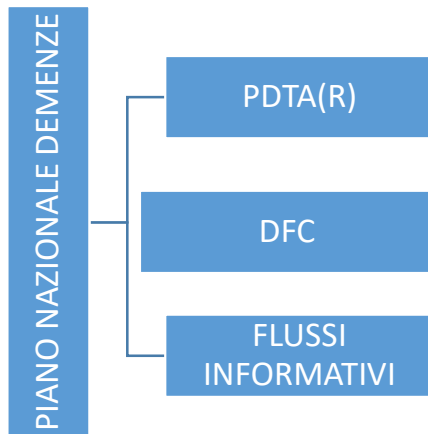 PIANO NAZIONALE DEMENZE
PDTA(R)
DFC
FLUSSI
INFORMATIVI